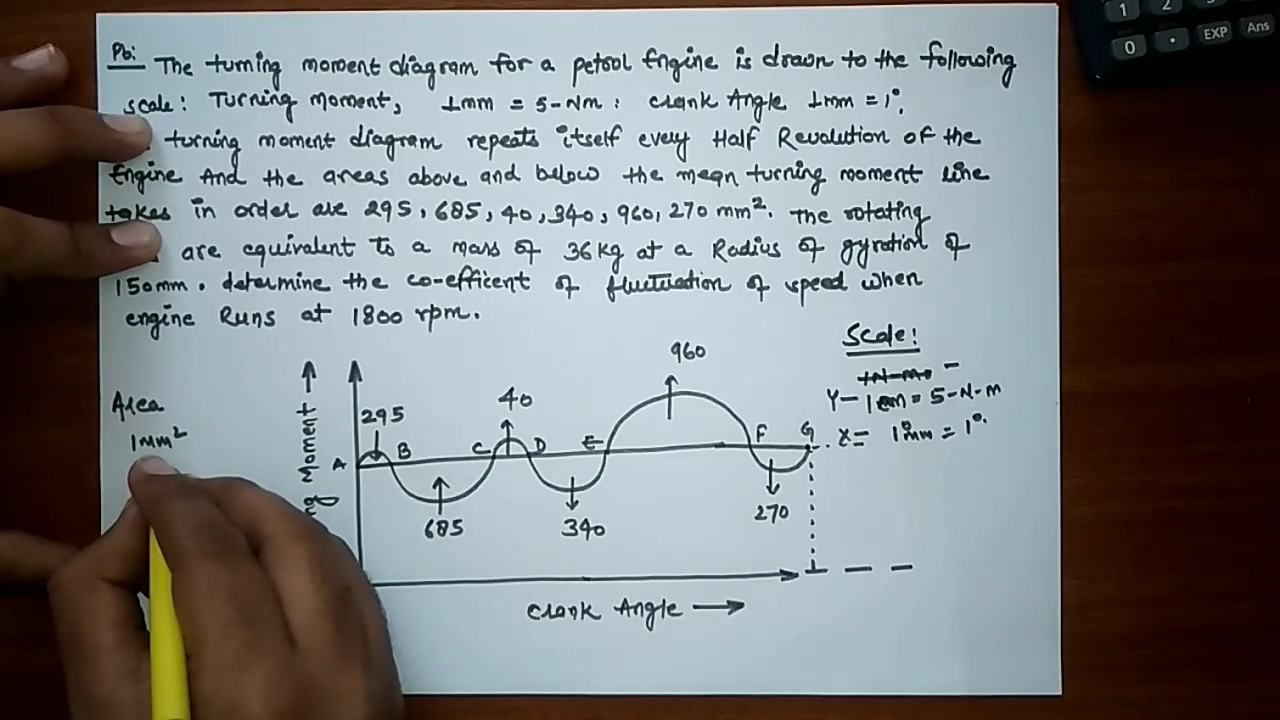 Pb: The turning moment diagram for a petrol Engine is drawn to the following
scale: Turning Moment, 1mm = 5-Nm: Crank Angle 1mm = 1°.
turning moment diagram repeats itself every Half Revolution of the
Engine And the areas above and below the mean turning moment line
takes in order are 295, 685, 40, 340, 960, 270 mm². The rotating
are equivalent to a mass of 36 kg at a Radius of gyration of
150mm. determine the co-efficent of fluctuation of speed when
engine Runs at 1800 rpm.
Scale:
960
Y- 1mm = 5-N-m
X= 1mm = 1°.
Area
1mm²
295
40
A B C D E F G
685
340
270
Moment
Crank Angle
1 2
0 . EXP Ans